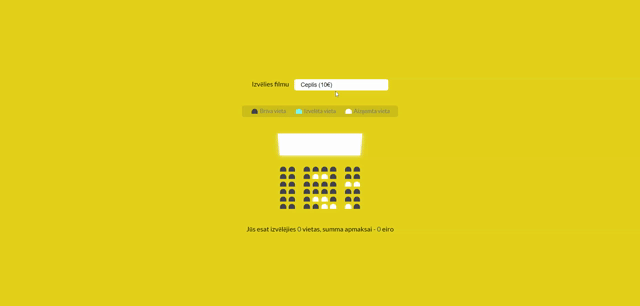 Izvēlies filmu Ceplis (10€)
Brīva vieta Izvēlēta vieta Aizņemta vieta
Jūs esat izvēlējies 0 vietas, summa apmaksai - 0 eiro